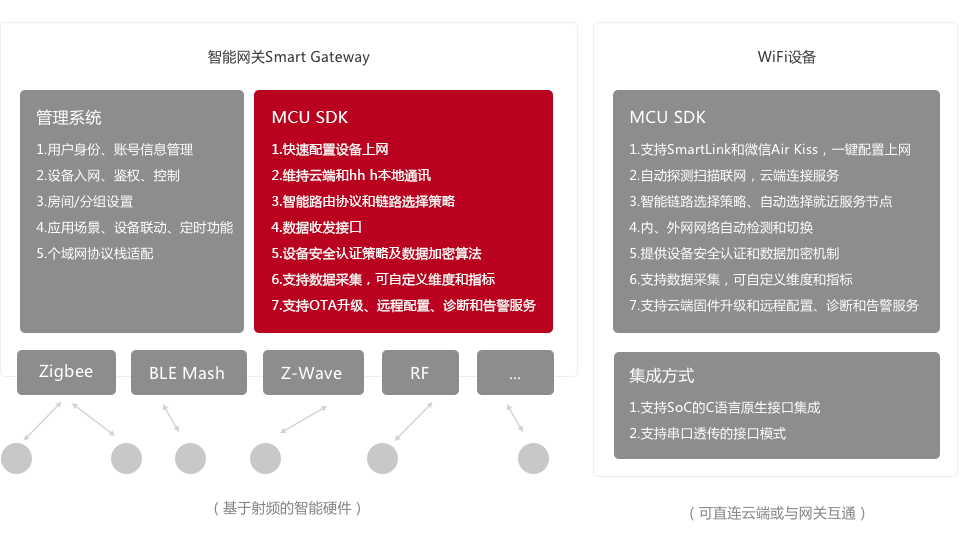 智能网关Smart Gateway
管理系统
1.用户身份、账号信息管理
2.设备入网、鉴权、控制
3.房间/分组设置
4.应用场景、设备联动、定时功能
5.个域网协议栈适配
MCU SDK
1.快速配置设备上网
2.维持云端和hh h本地通讯
3.智能路由协议和链路选择策略
4.数据收发接口
5.设备安全认证策略及数据加密算法
6.支持数据采集，可自定义维度和指标
7.支持OTA升级、远程配置、诊断和告警服务
Zigbee
BLE Mash
Z-Wave
RF
...
（基于射频的智能硬件）
WiFi设备
MCU SDK
1.支持SmartLink和微信Air Kiss，一键配置上网
2.自动探测扫描联网，云端连接服务
3.智能链路选择策略、自动选择就近服务节点
4.内、外网网络自动检测和切换
5.提供设备安全认证和数据加密机制
6.支持数据采集，可自定义维度和指标
7.支持云端固件升级和远程配置、诊断和告警服务
集成方式
1.支持SoC的C语言原生接口集成
2.支持串口透传的接口模式
（可直连云端或与网关互通）